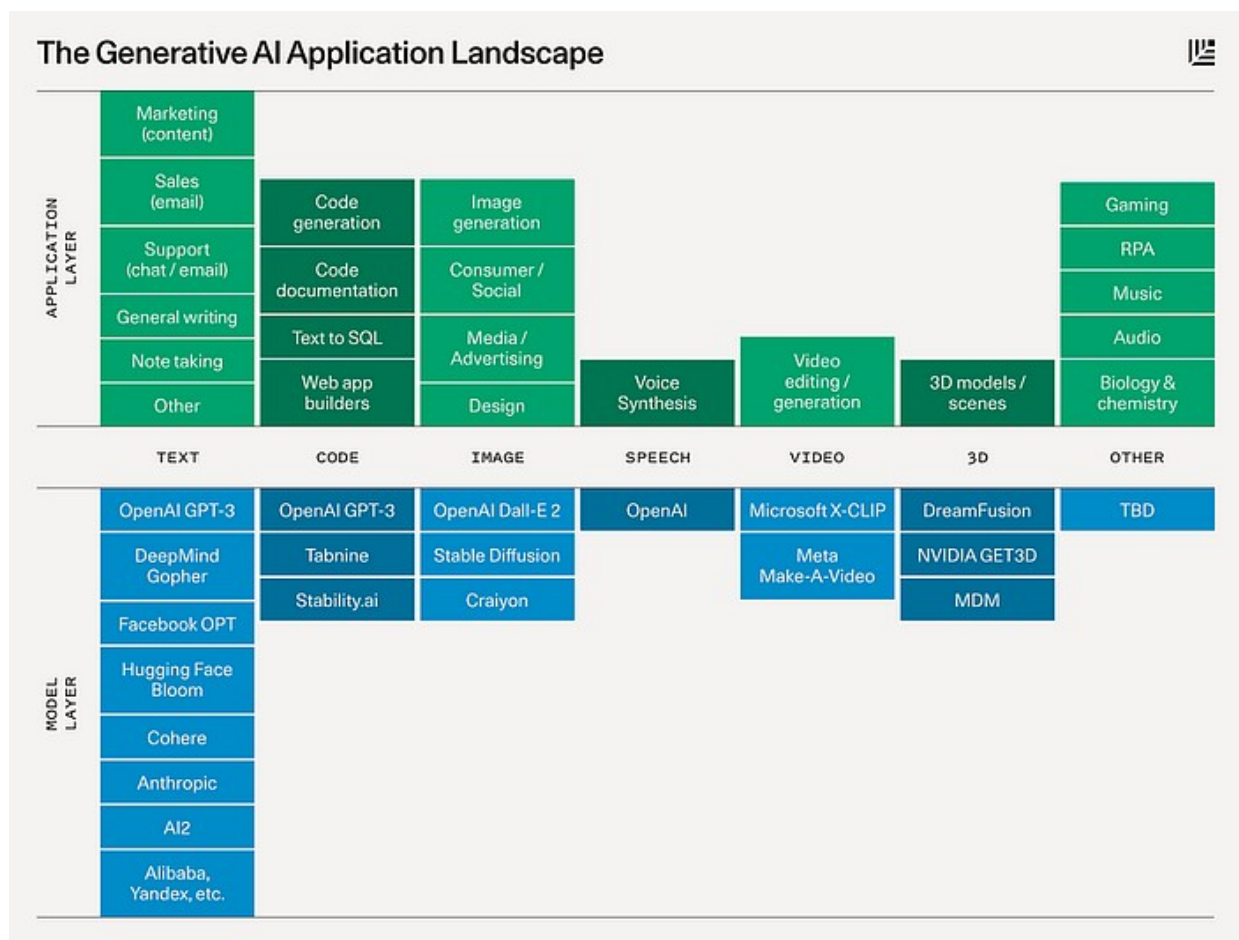 The Generative AI Application Landscape
APPLICATION
LAYER
Marketing
(content)
Sales
(email)
Support
(chat / email)
General writing
Note taking
Other
Code
generation
Code
documentation
Text to SQL
Web app
builders
Image
generation
Consumer /
Social
Media /
Advertising
Design
Voice
Synthesis
Video
editing /
generation
3D models /
scenes
Gaming
RPA
Music
Audio
Biology &
chemistry
TEXT
CODE
IMAGE
SPEECH
VIDEO
3D
OTHER
MODEL
LAYER
OpenAI GPT-3
DeepMind
Gopher
Facebook OPT
Hugging Face
Bloom
Cohere
Anthropic
AI2
Alibaba,
Yandex, etc.
OpenAI GPT-3
Tabnine
Stability.ai
OpenAI Dall-E 2
Stable Diffusion
Craiyon
OpenAI
Microsoft X-CLIP
Meta
Make-A-Video
DreamFusion
NVIDIA GET3D
MDM
TBD